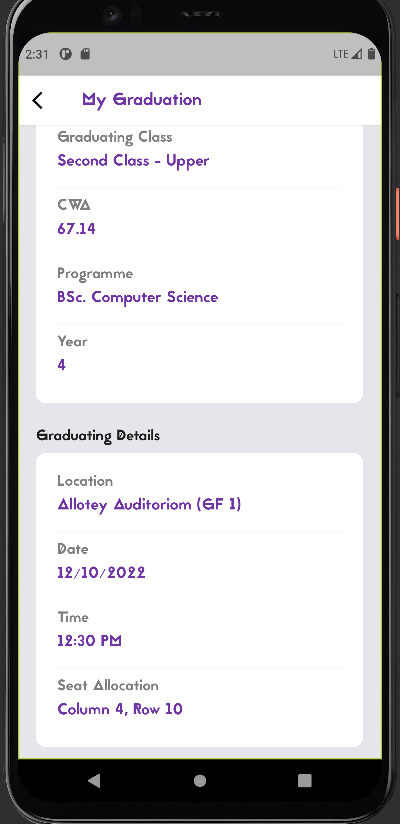 2:31
LTE
My Graduation
Graduating Class
Second Class - Upper
CWA
67.14
Programme
BSc. Computer Science
Year
4
Graduating Details
Location
Allotey Auditoriom (GF 1)
Date
12/10/2022
Time
12:30 PM
Seat Allocation
Column 4, Row 10